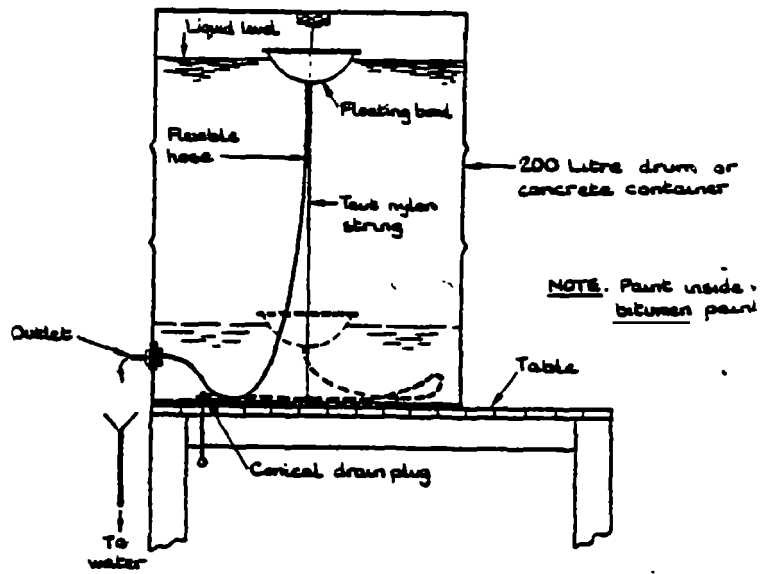 Liquid level
Floating bowl
Flexible
hose
200 Litre drum or
concrete container
Taut nylon
string
NOTE. Paint inside
bitumen paint
Outlet
Table
Conical drain plug
To
water